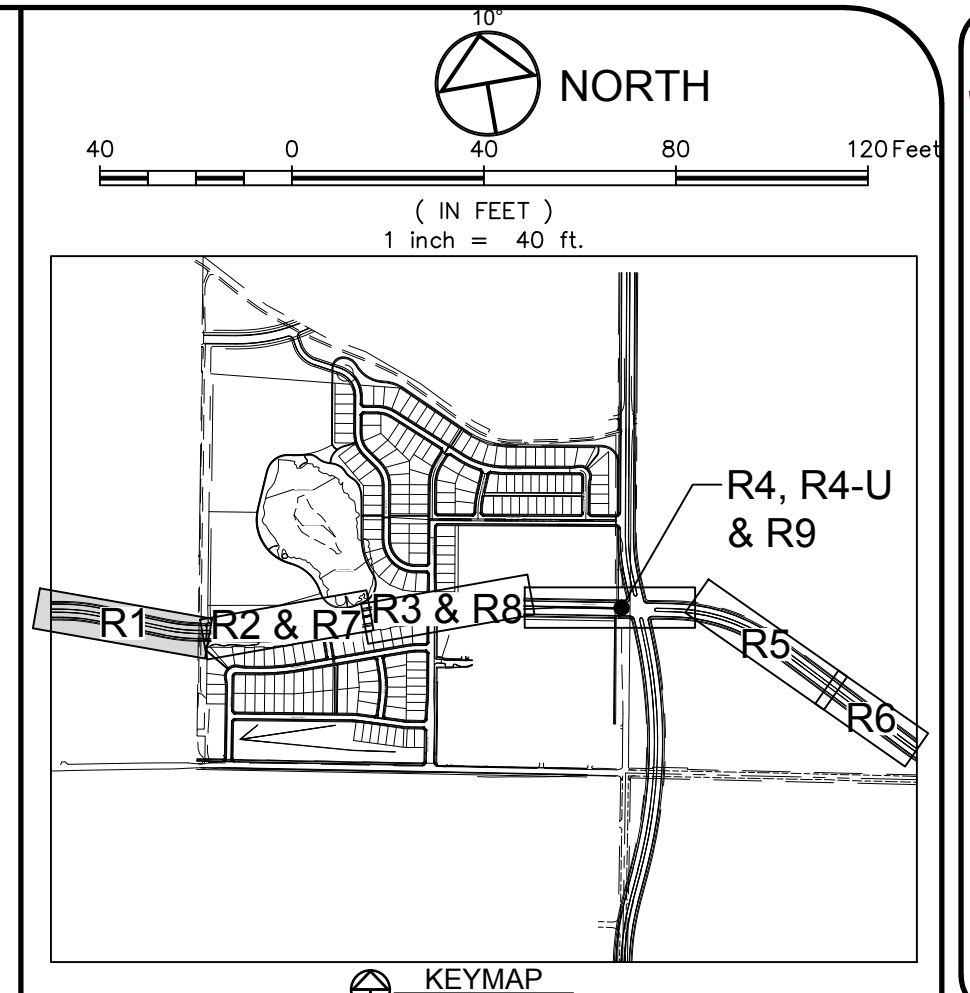 10°
NORTH
40 0 40 80 120 Feet
( IN FEET )
1 inch = 40 ft.
R4, R4-U
& R9
R1 R2 & R7 R3 & R8
R5
R6
KEYMAP